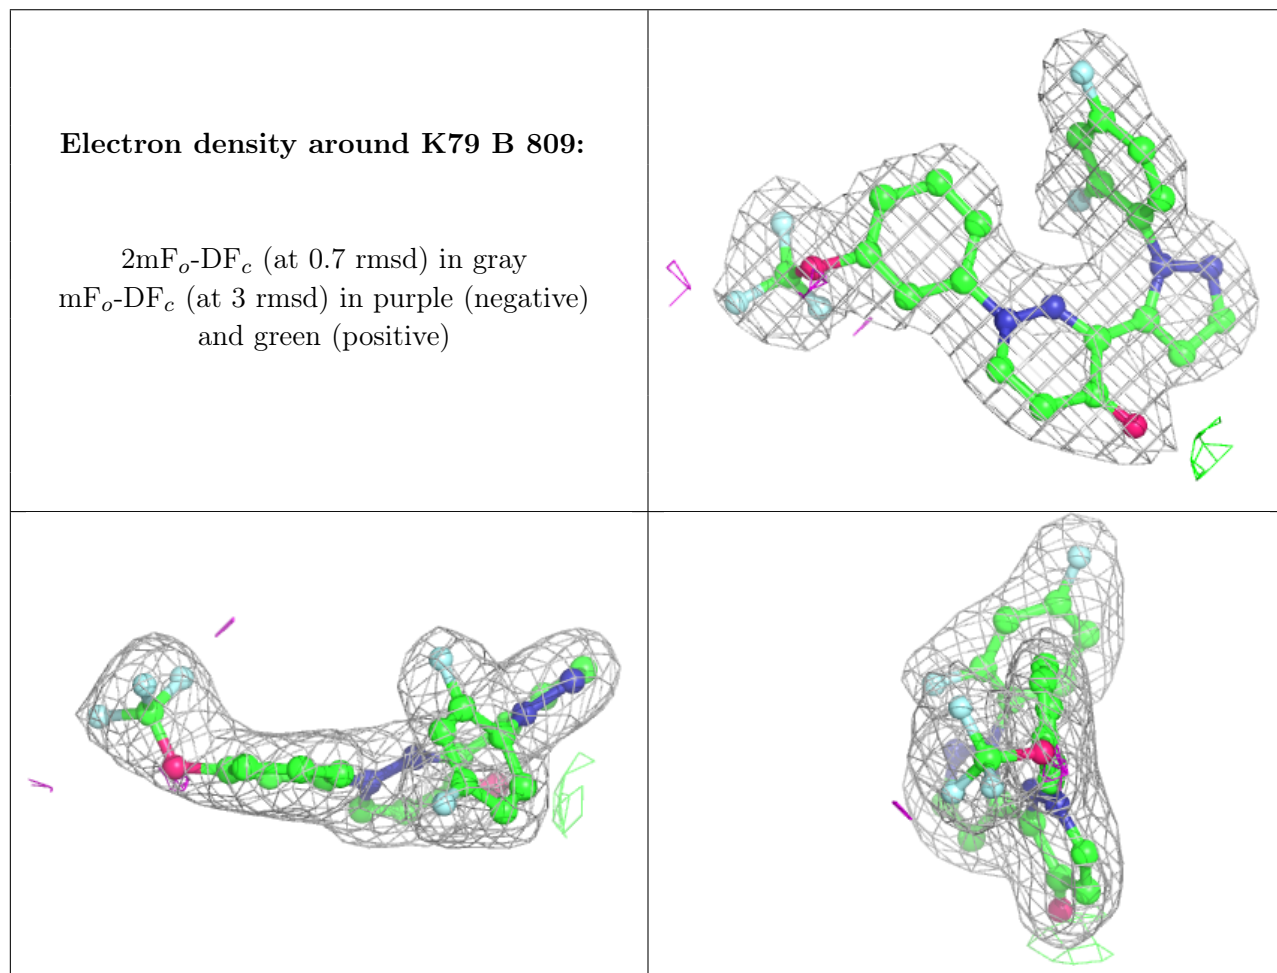 Electron density around K79 B 809:
2mFo-DFc (at 0.7 rmsd) in gray
mFo-DFc (at 3 rmsd) in purple (negative)
and green (positive)